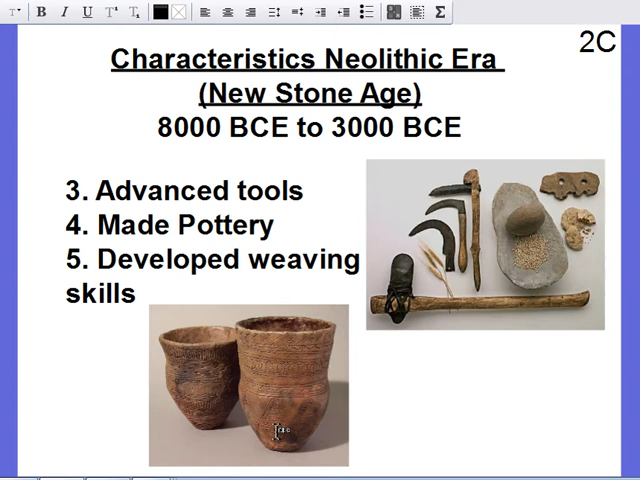 B I U T T Σ
2C
Characteristics Neolithic Era
(New Stone Age)
8000 BCE to 3000 BCE
3. Advanced tools
4. Made Pottery
5. Developed weaving
skills